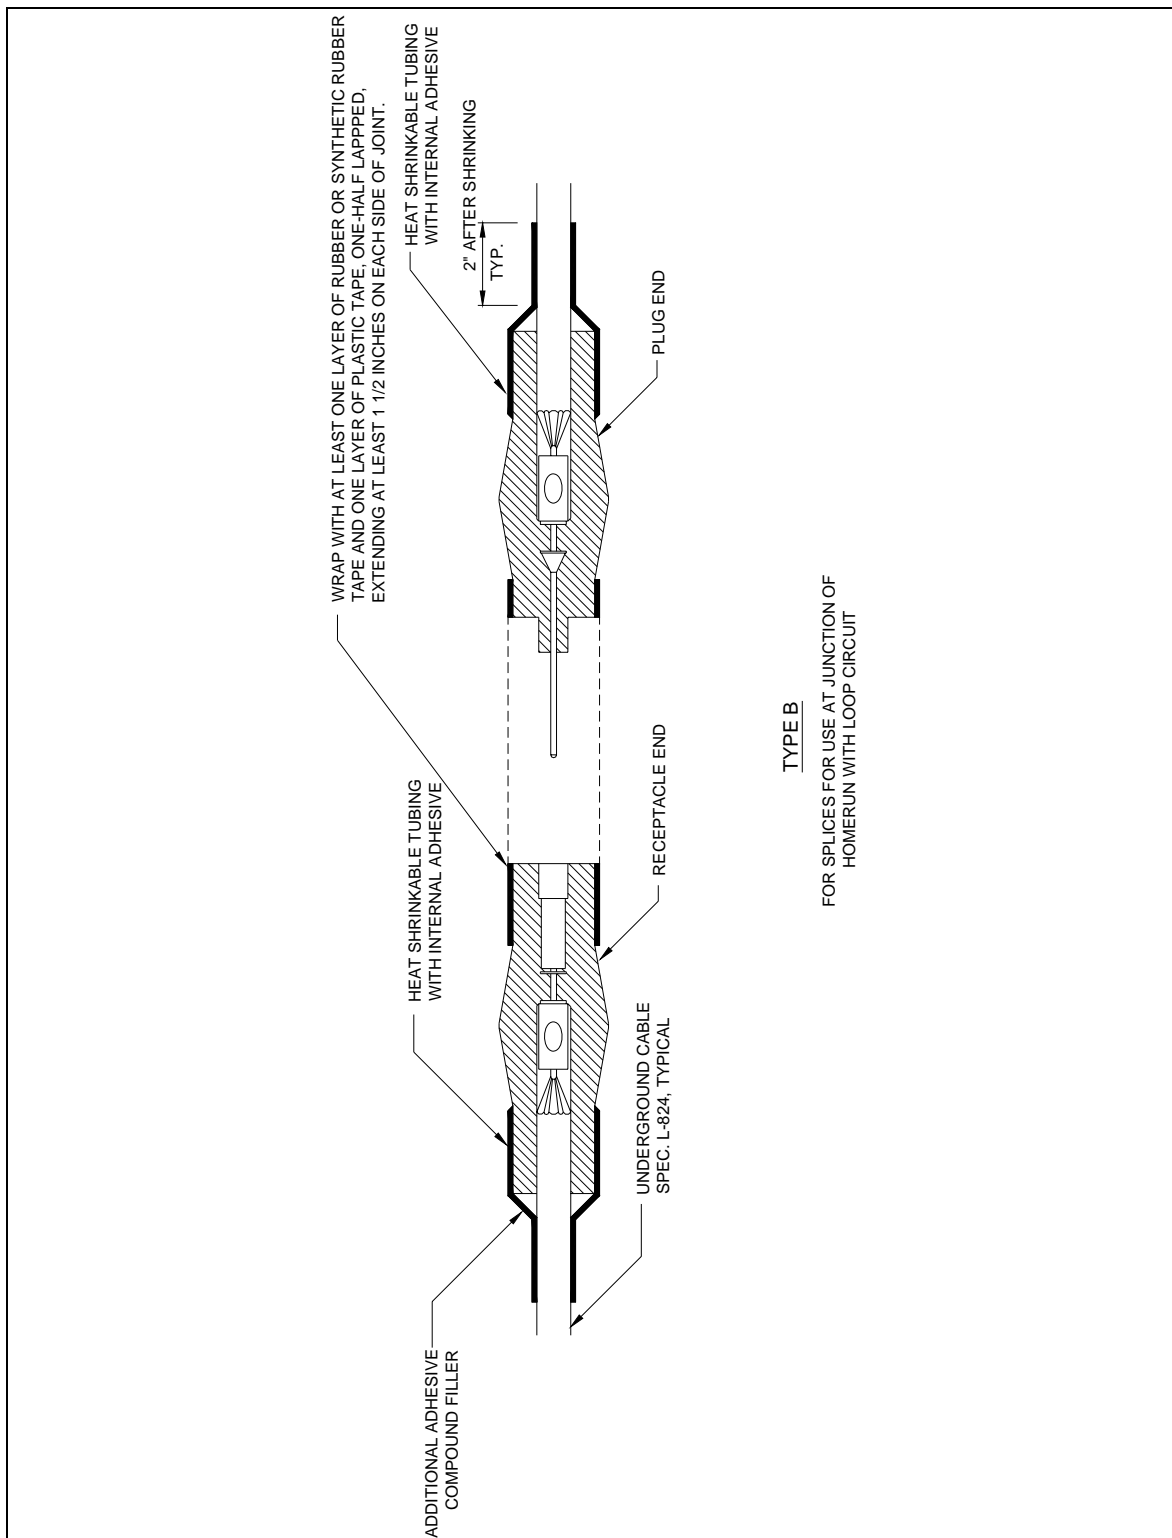 WRAP WITH AT LEAST ONE LAYER OF RUBBER OR SYNTHETIC RUBBER
TAPE AND ONE LAYER OF PLASTIC TAPE, ONE-HALF LAPPPED,
EXTENDING AT LEAST 1 1/2 INCHES ON EACH SIDE OF JOINT.
HEAT SHRINKABLE TUBING
WITH INTERNAL ADHESIVE
2" AFTER SHRINKING
TYP.
HEAT SHRINKABLE TUBING
WITH INTERNAL ADHESIVE
ADDITIONAL ADHESIVE
COMPOUND FILLER
UNDERGROUND CABLE
SPEC. L-824, TYPICAL
RECEPTACLE END
PLUG END
TYPE B
FOR SPLICES FOR USE AT JUNCTION OF
HOMERUN WITH LOOP CIRCUIT